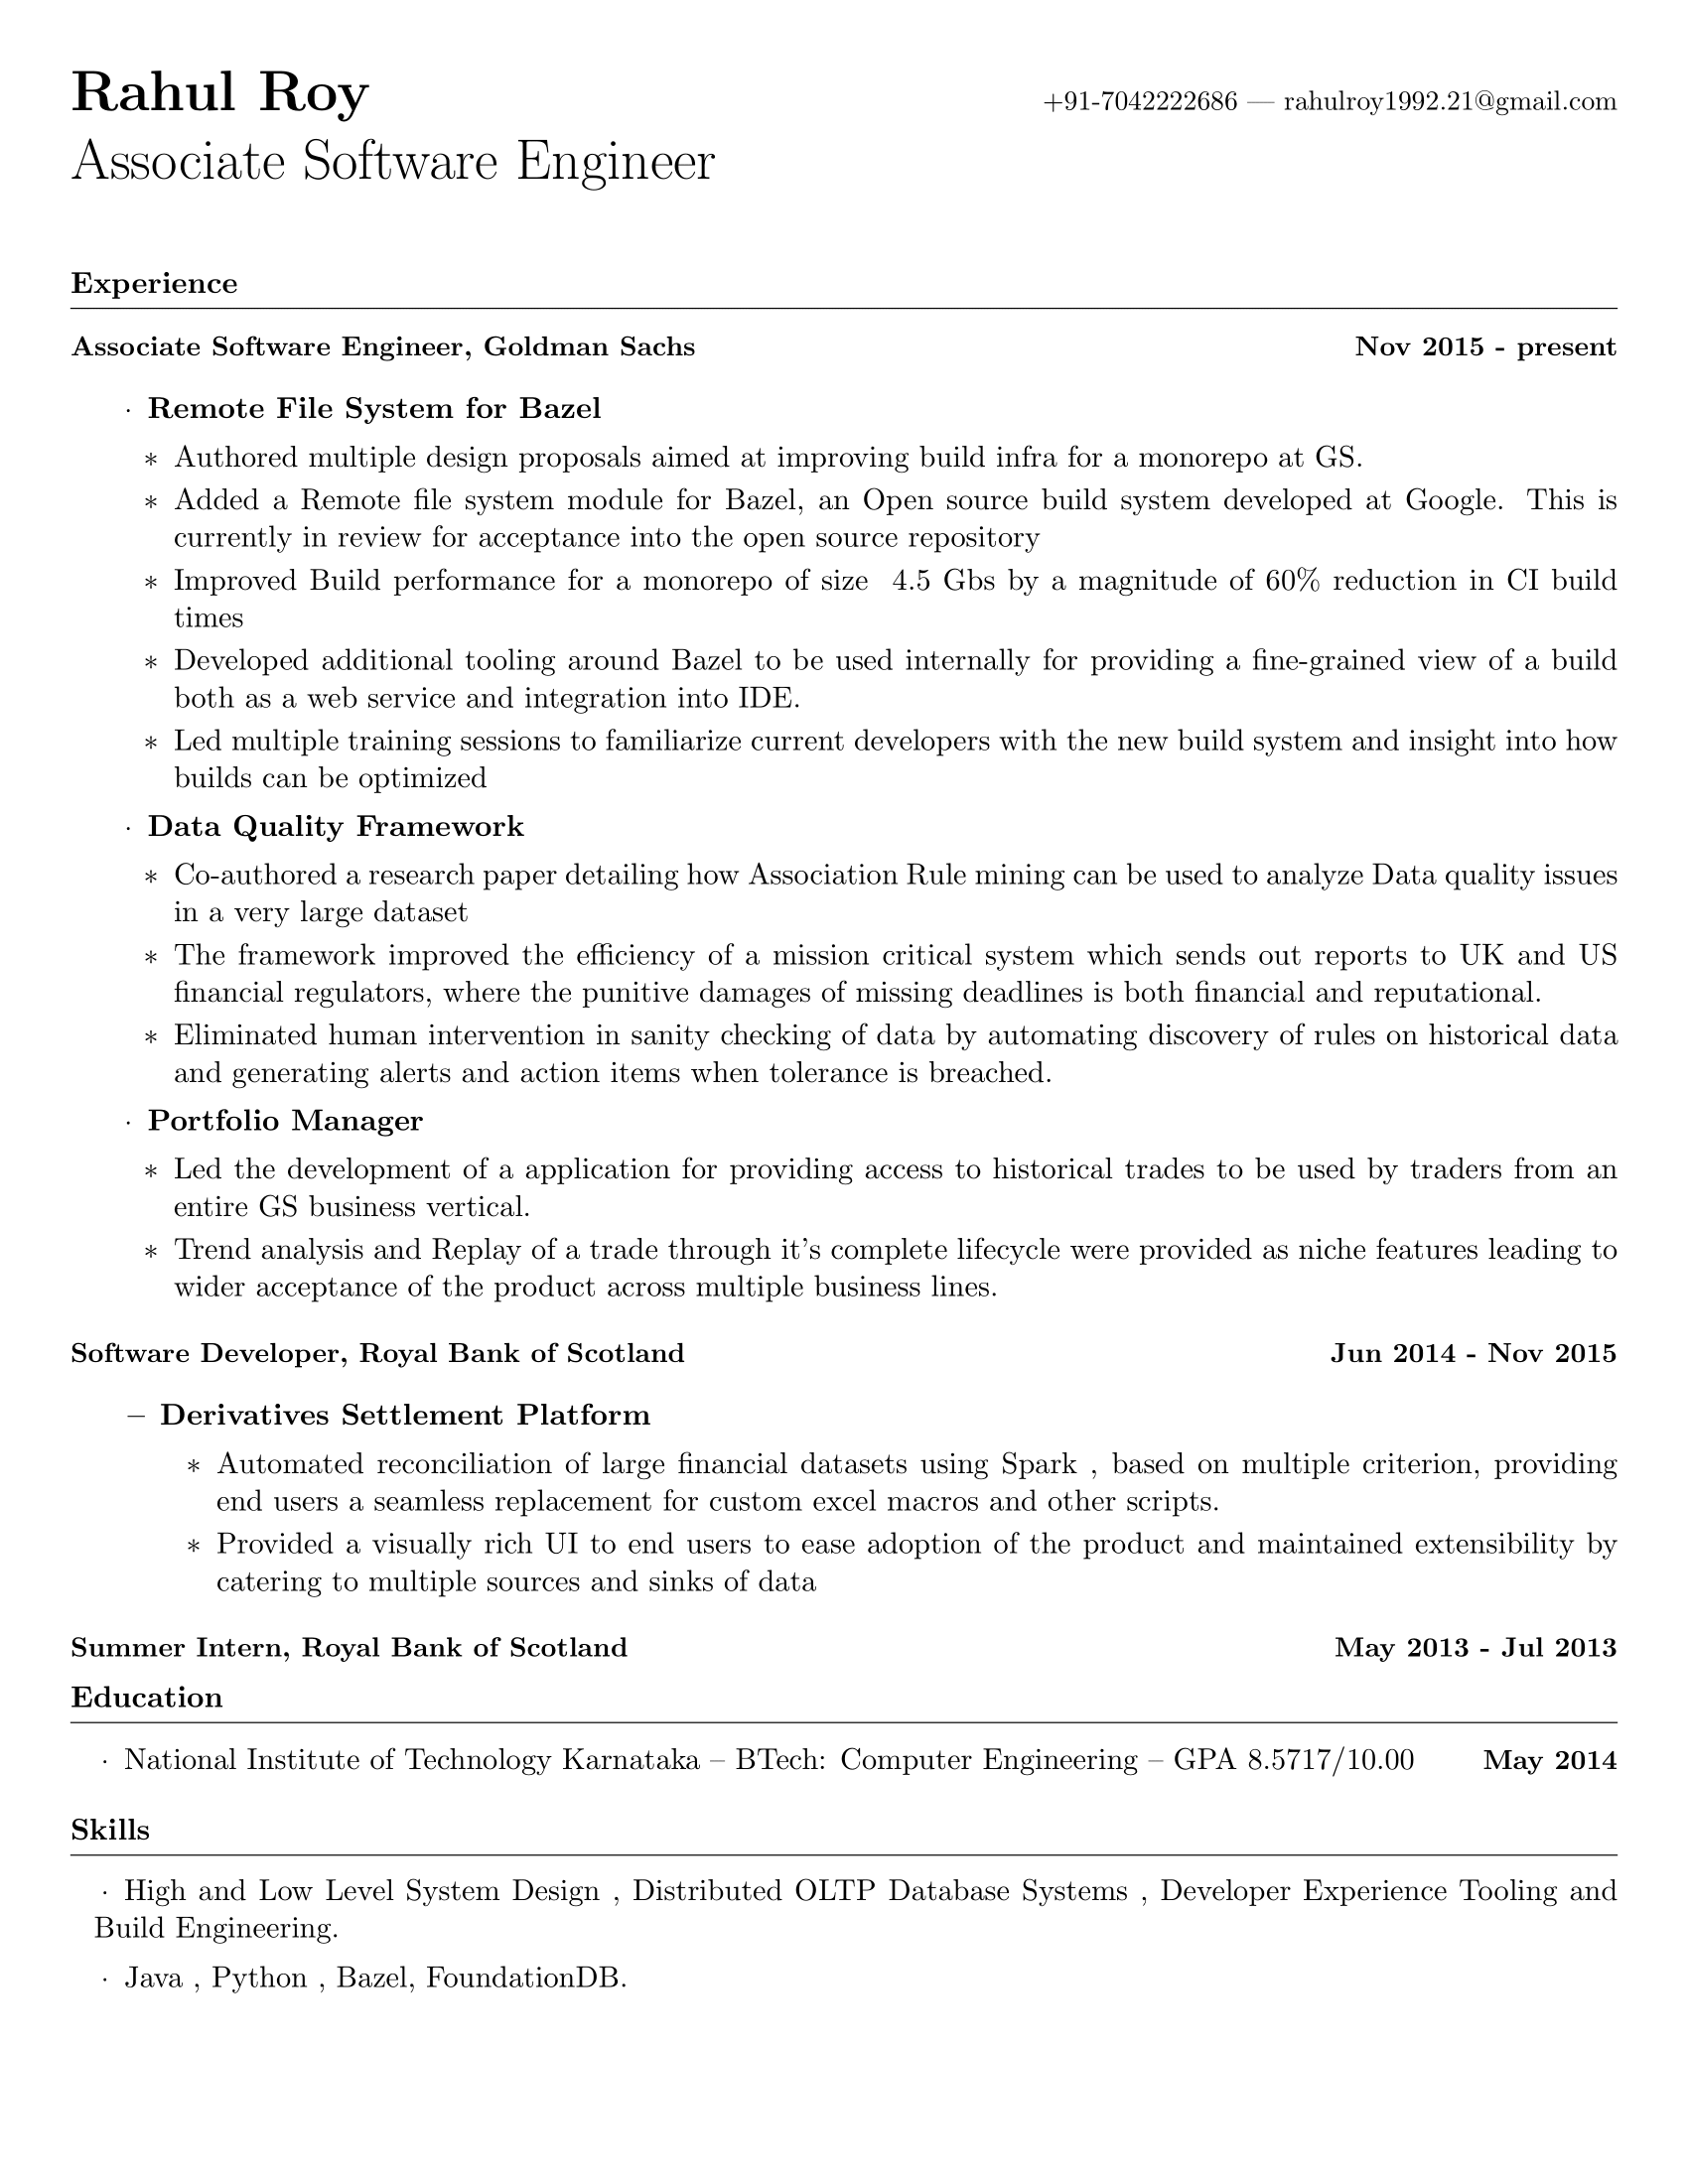 Rahul Roy
+91-7042222686 — rahulroy1992.21@gmail.com
Associate Software Engineer
Experience
Associate Software Engineer, Goldman Sachs Nov 2015 - present
· Remote File System for Bazel
∗ Authored multiple design proposals aimed at improving build infra for a monorepo at GS.
∗ Added a Remote file system module for Bazel, an Open source build system developed at Google. This is
currently in review for acceptance into the open source repository
∗ Improved Build performance for a monorepo of size 4.5 Gbs by a magnitude of 60% reduction in CI build
times
∗ Developed additional tooling around Bazel to be used internally for providing a fine-grained view of a build
both as a web service and integration into IDE.
∗ Led multiple training sessions to familiarize current developers with the new build system and insight into how
builds can be optimized
· Data Quality Framework
∗ Co-authored a research paper detailing how Association Rule mining can be used to analyze Data quality issues
in a very large dataset
∗ The framework improved the efficiency of a mission critical system which sends out reports to UK and US
financial regulators, where the punitive damages of missing deadlines is both financial and reputational.
∗ Eliminated human intervention in sanity checking of data by automating discovery of rules on historical data
and generating alerts and action items when tolerance is breached.
· Portfolio Manager
∗ Led the development of a application for providing access to historical trades to be used by traders from an
entire GS business vertical.
∗ Trend analysis and Replay of a trade through it's complete lifecycle were provided as niche features leading to
wider acceptance of the product across multiple business lines.
Software Developer, Royal Bank of Scotland Jun 2014 - Nov 2015
– Derivatives Settlement Platform
∗ Automated reconciliation of large financial datasets using Spark , based on multiple criterion, providing
end users a seamless replacement for custom excel macros and other scripts.
∗ Provided a visually rich UI to end users to ease adoption of the product and maintained extensibility by
catering to multiple sources and sinks of data
Summer Intern, Royal Bank of Scotland May 2013 - Jul 2013
Education
· National Institute of Technology Karnataka – BTech: Computer Engineering – GPA 8.5717/10.00 May 2014
Skills
· High and Low Level System Design , Distributed OLTP Database Systems , Developer Experience Tooling and
Build Engineering.
· Java , Python , Bazel, FoundationDB.